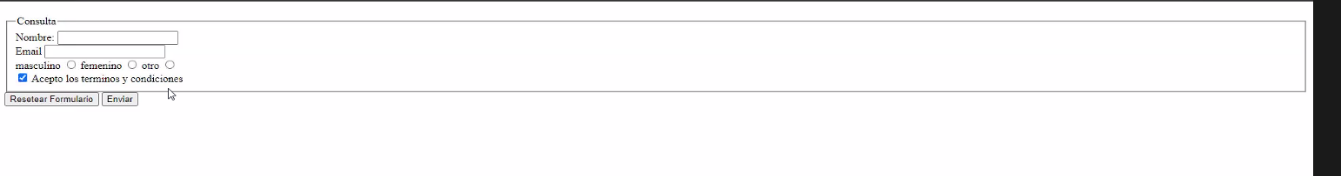 Consulta
Nombre:
Email
masculino femenino otro
Acepto los terminos y condiciones
Resetear Formulario Enviar